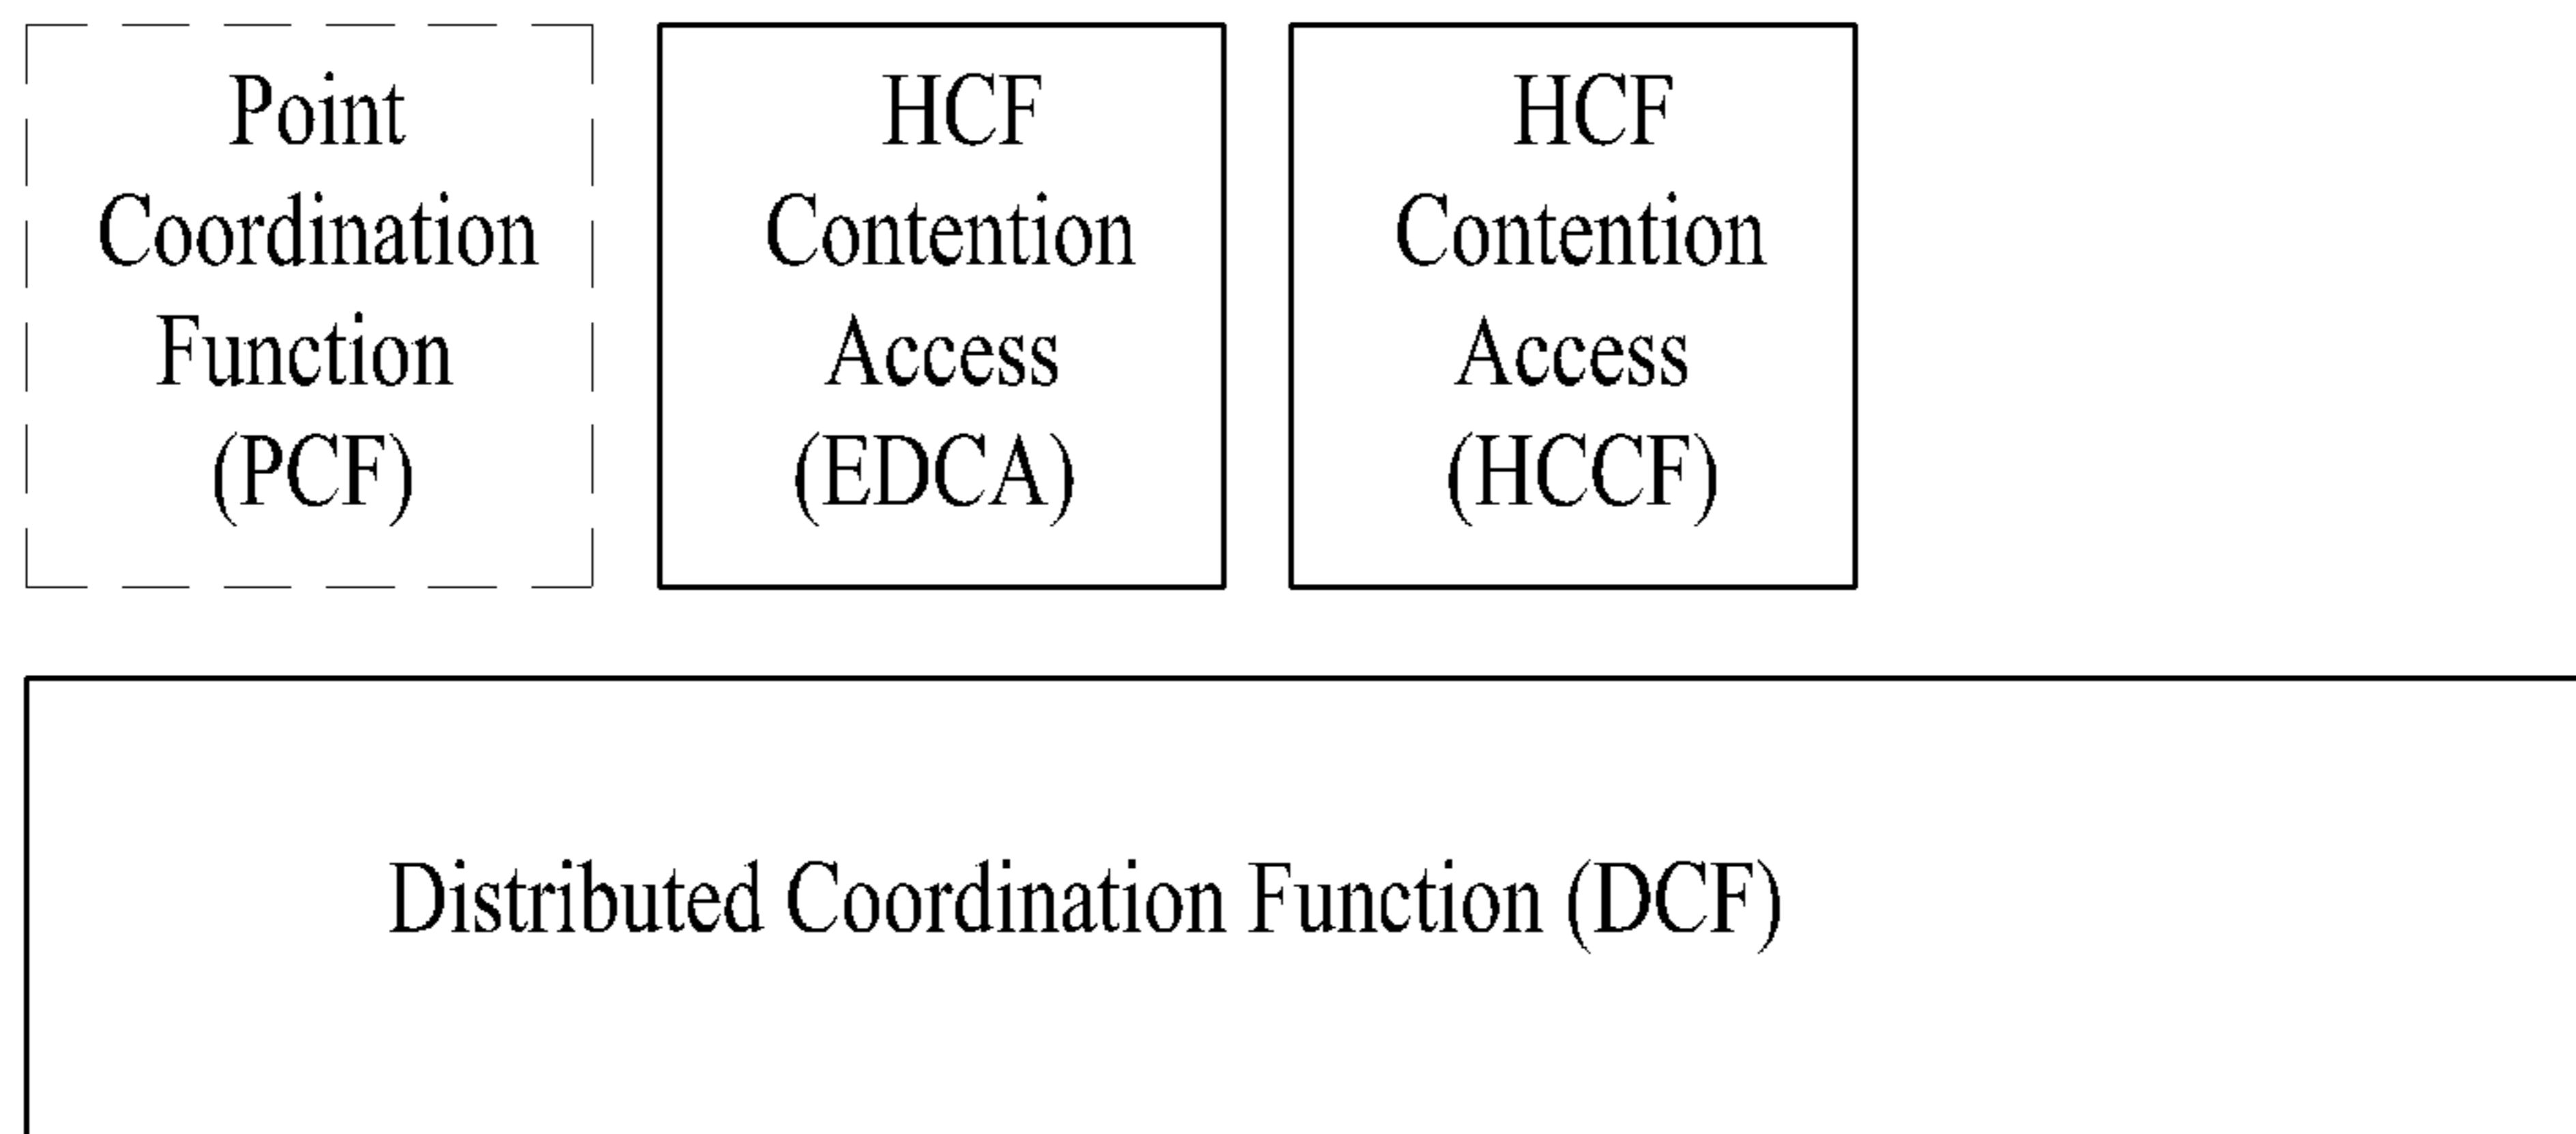 Point
Coordination
Function
(PCF)
HCF
Contention
Access
(EDCA)
HCF
Contention
Access
(HCCF)
Distributed Coordination Function (DCF)